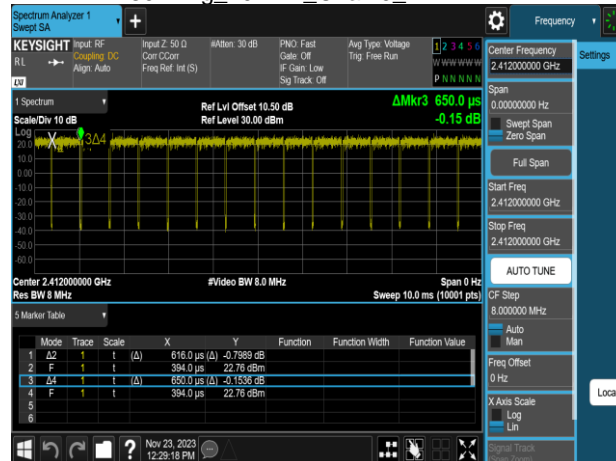 Spectrum Analyzer 1
Swept SA
Frequency
KEYSIGHT
RL
Input: RF
Coupling: DC
Align: Auto
Input Z: 50 Ω
Corr CCorr
Freq Ref: Int (S)
#Atten: 30 dB
PNO: Fast
Gate: Off
IF Gain: Low
Sig Track: Off
Avg Type: Voltage
Trig: Free Run
1 2 3 4 5 6
W W W W W W
P N N N N N
LXI
1 Spectrum
Scale/Div 10 dB
Ref Lvl Offset 10.50 dB
Ref Level 30.00 dBm
ΔMkr3 650.0 µs
-0.15 dB
Log
20.0
10.0
0.00
-10.0
-20.0
-30.0
-40.0
-50.0
-60.0
3Δ4
Center 2.412000000 GHz
Res BW 8 MHz
#Video BW 8.0 MHz
Span 0 Hz
Sweep 10.0 ms (10001 pts)
5 Marker Table
Mode Trace Scale X Y Function Function Width Function Value
1 Δ2 1 t (Δ) 616.0 µs (Δ) -0.7989 dB
2 F 1 t 394.0 µs 22.76 dBm
3 Δ4 1 t (Δ) 650.0 µs (Δ) -0.1536 dB
4 F 1 t 394.0 µs 22.76 dBm
5
6
Nov 23, 2023
12:29:18 PM
Center Frequency
2.412000000 GHz
Span
0.00000000 Hz
Swept Span
Zero Span
Full Span
Start Freq
2.412000000 GHz
Stop Freq
2.412000000 GHz
AUTO TUNE
CF Step
8.000000 MHz
Auto
Man
Freq Offset
0 Hz
X Axis Scale
Log
Lin
Signal Track
(Span Zoom)
Settings
Loca